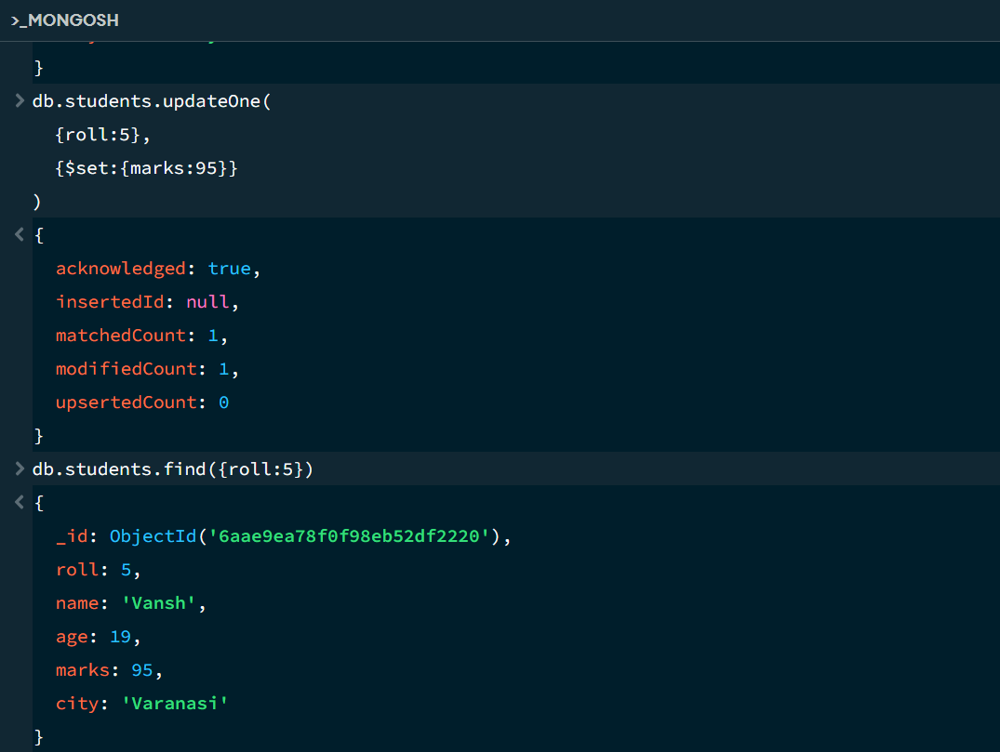 >_MONGOSH
}
> db.students.updateOne(
{roll:5},
{$set:{marks:95}}
)
< {
acknowledged: true,
insertedId: null,
matchedCount: 1,
modifiedCount: 1,
upsertedCount: 0
}
> db.students.find({roll:5})
< {
_id: ObjectId('6aae9ea78f0f98eb52df2220'),
roll: 5,
name: 'Vansh',
age: 19,
marks: 95,
city: 'Varanasi'
}